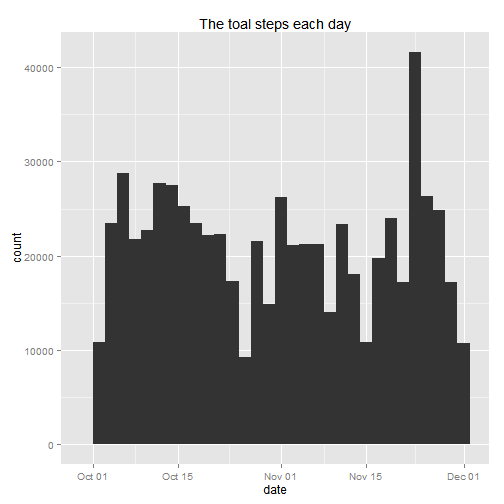 The toal steps each day
40000
30000
20000
10000
0
count
Oct 01 Oct 15 Nov 01 Nov 15 Dec 01
date